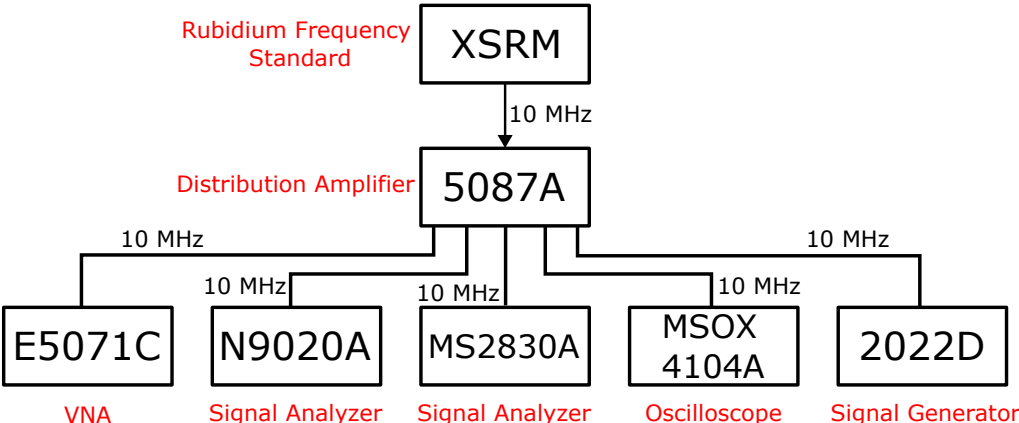 Rubidium Frequency
Standard
XSRM
10 MHz
Distribution Amplifier
5087A
10 MHz
10 MHz
10 MHz
10 MHz
10 MHz
E5071C
N9020A
MS2830A
MSOX
4104A
2022D
VNA
Signal Analyzer
Signal Analyzer
Oscilloscope
Signal Generator